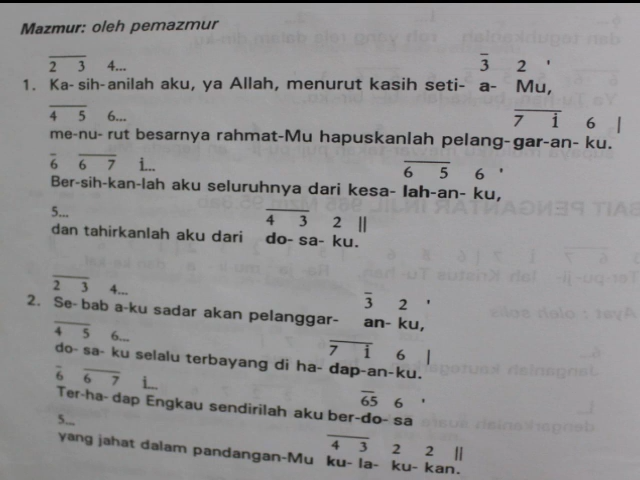 Mazmur: oleh pemazmur
2 3 4... 3 2 '
1. Ka- sih-anilah aku, ya Allah, menurut kasih seti- a- Mu,
4 5 6... 7 i 6 |
me-nu- rut besarnya rahmat-Mu hapuskanlah pelang-gar-an- ku.
6 6 7 i... 6 5 6 '
Ber-sih-kan-lah aku seluruhnya dari kesa- lah-an- ku,
5... 4 3 2 ||
dan tahirkanlah aku dari do- sa- ku.
2 3 4... 3 2 '
2. Se- bab a-ku sadar akan pelanggar- an- ku,
4 5 6... 7 i 6 |
do- sa- ku selalu terbayang di ha- dap-an-ku.
6 6 7 i... 65 6 '
Ter-ha- dap Engkau sendirilah aku ber-do- sa
5... 4 3 2 2 ||
yang jahat dalam pandangan-Mu ku- la- ku- kan.